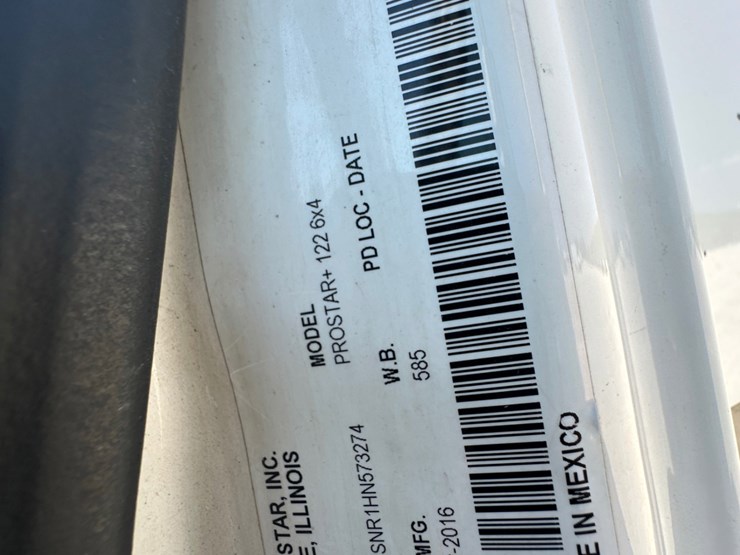 STAR, INC.
E, ILLINOIS
MODEL
PROSTAR+ 122 6x4
SNR1HN573274
W.B.
PD LOC - DATE
585
MFG.
-2016
E IN MEXICO